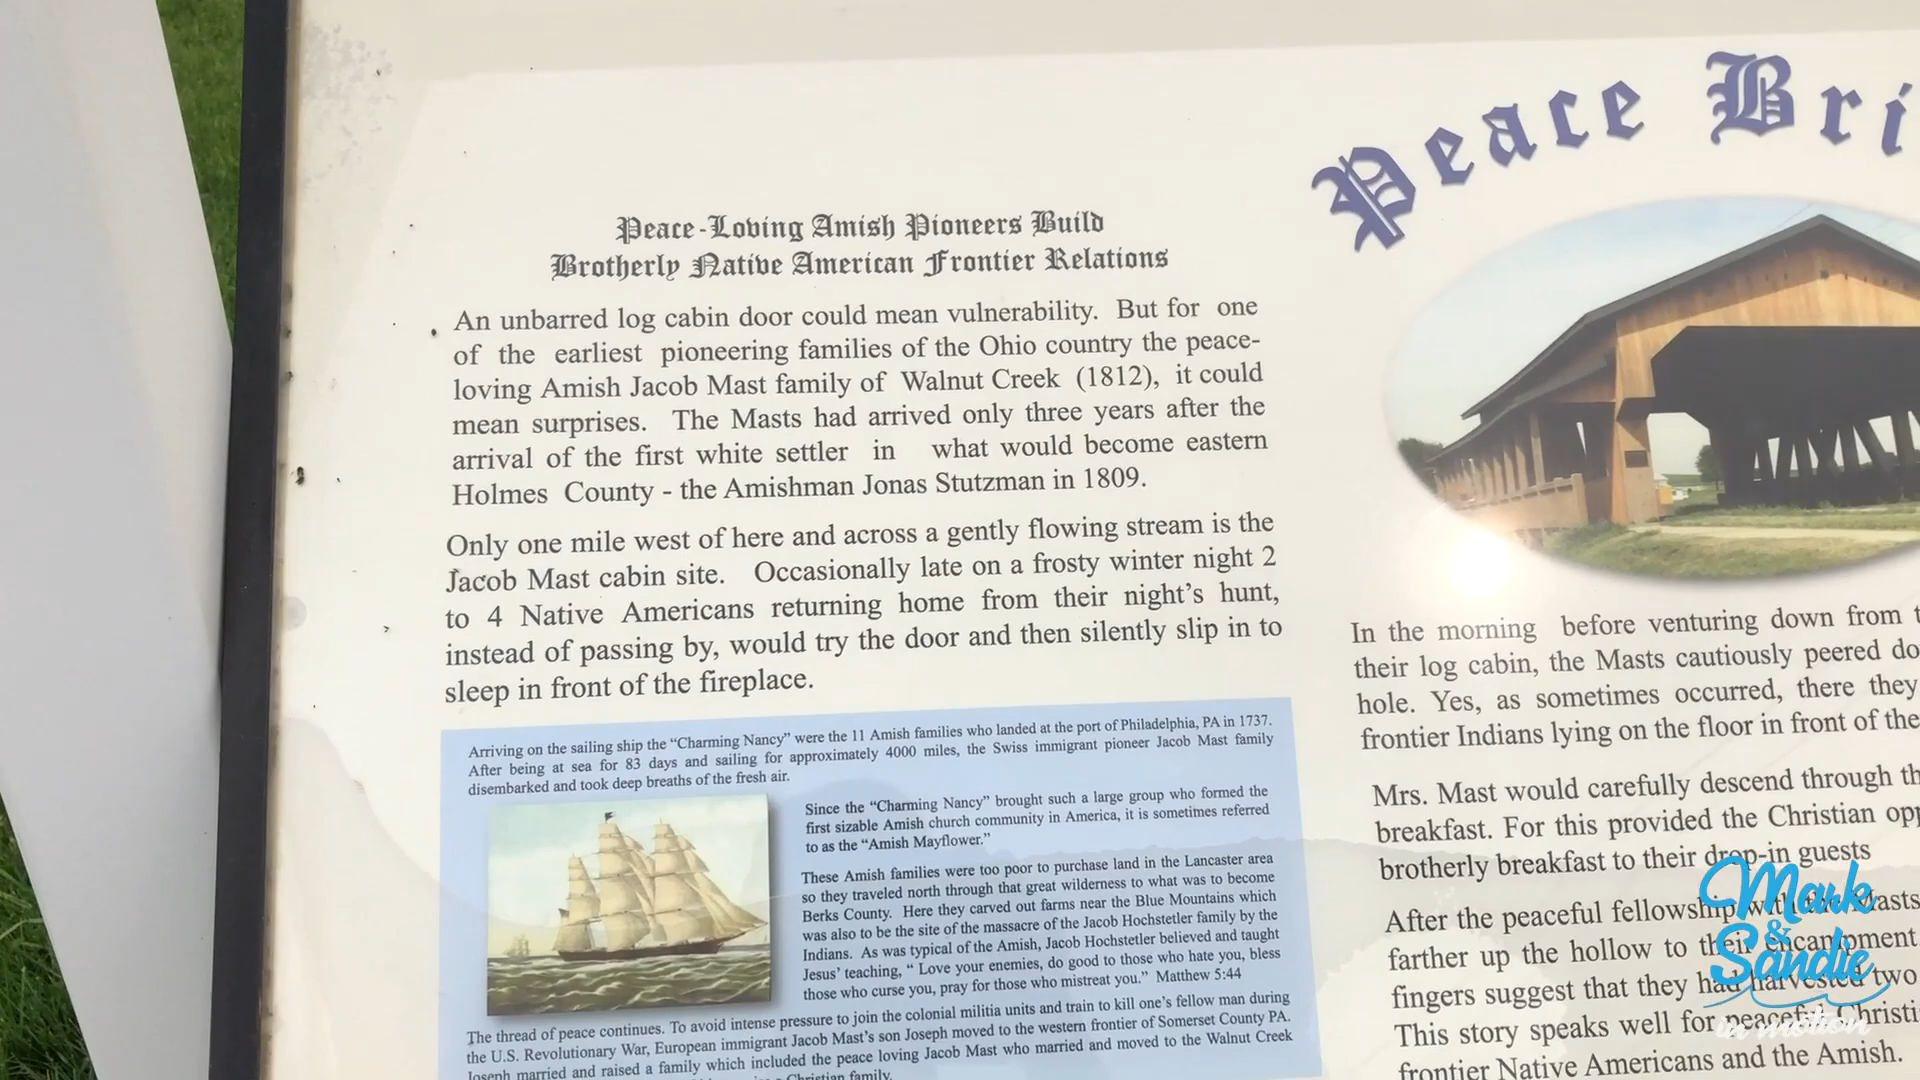 Peace-Loving Amish Pioneers Build
Brotherly Native American Frontier Relations
An unbarred log cabin door could mean vulnerability. But for one
of the earliest pioneering families of the Ohio country the peace-
loving Amish Jacob Mast family of Walnut Creek (1812), it could
mean surprises. The Masts had arrived only three years after the
arrival of the first white settler in what would become eastern
Holmes County - the Amishman Jonas Stutzman in 1809.
Only one mile west of here and across a gently flowing stream is the
Jacob Mast cabin site. Occasionally late on a frosty winter night 2
to 4 Native Americans returning home from their night's hunt,
instead of passing by, would try the door and then silently slip in to
sleep in front of the fireplace.
Arriving on the sailing ship the “Charming Nancy” were the 11 Amish families who landed at the port of Philadelphia, PA in 1737.
After being at sea for 83 days and sailing for approximately 4000 miles, the Swiss immigrant pioneer Jacob Mast family
disembarked and took deep breaths of the fresh air.
Since the “Charming Nancy” brought such a large group who formed the
first sizable Amish church community in America, it is sometimes referred
to as the “Amish Mayflower.”
These Amish families were too poor to purchase land in the Lancaster area
so they traveled north through that great wilderness to what was to become
Berks County. Here they carved out farms near the Blue Mountains which
was also to be the site of the massacre of the Jacob Hochstetler family by the
Indians. As was typical of the Amish, Jacob Hochstetler believed and taught
Jesus' teaching, “ Love your enemies, do good to those who hate you, bless
those who curse you, pray for those who mistreat you.” Matthew 5:44
The thread of peace continues. To avoid intense pressure to join the colonial militia units and train to kill one's fellow man during
the U.S. Revolutionary War, European immigrant Jacob Mast's son Joseph moved to the western frontier of Somerset County PA.
Joseph married and raised a family which included the peace loving Jacob Mast who married and moved to the Walnut Creek
Christian family.
Peace Bri
In the morning before venturing down from
their log cabin, the Masts cautiously peered
hole. Yes, as sometimes occurred, there they
frontier Indians lying on the floor in front of the
Mrs. Mast would carefully descend through
breakfast. For this provided the Christian
brotherly breakfast to their drop-in guests
After the peaceful fellowship with the Masts
farther up the hollow to their encampment
fingers suggest that they had harvested two
This story speaks well for peaceful Christi
frontier Native Americans and the Amish.
Mark
&
Sandie
in motion